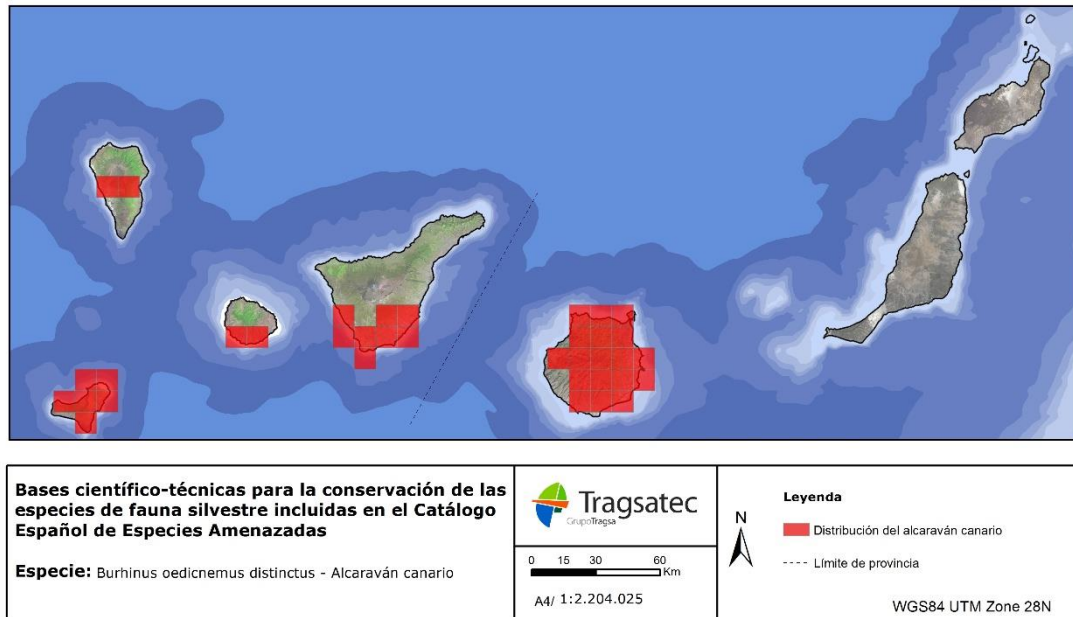 Bases científico-técnicas para la conservación de las
especies de fauna silvestre incluidas en el Catálogo
Español de Especies Amenazadas
Especie: Burhinus oedicnemus distinctus - Alcaraván canario
Tragsatec
GrupoTragsa
0 15 30 60
Km
A4/ 1:2.204.025
N
Leyenda
Distribución del alcaraván canario
Límite de provincia
WGS84 UTM Zone 28N